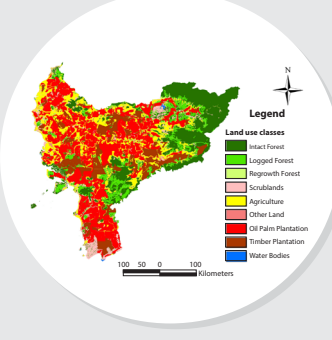 N
Legend
Land use classes
Intact Forest
Logged Forest
Regrowth Forest
Scrublands
Agriculture
Other Land
Oil Palm Plantation
Timber Plantation
Water Bodies
100 50 0 100
Kilometers